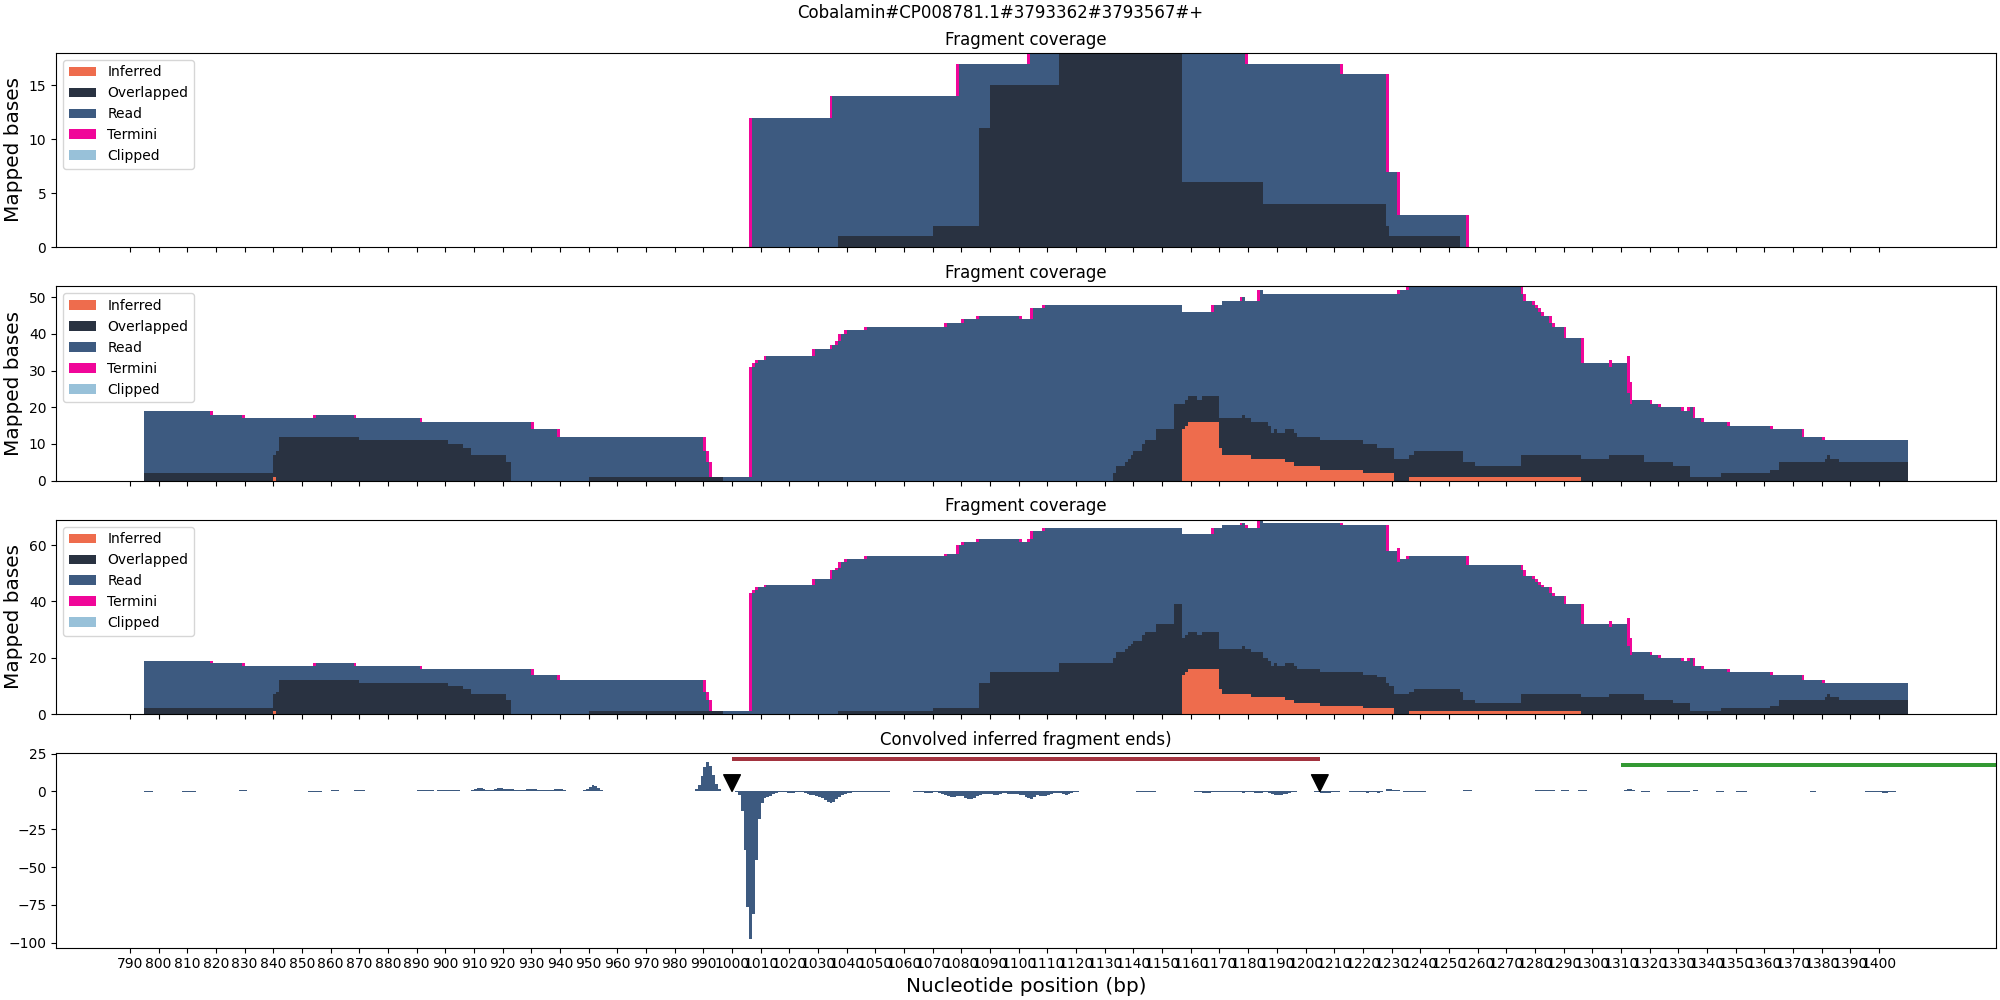 Cobalamin#CP008781.1#3793362#3793567#+
Fragment coverage
Mapped bases
15
10
5
0
Inferred
Overlapped
Read
Termini
Clipped
Fragment coverage
Mapped bases
50
40
30
20
10
0
Inferred
Overlapped
Read
Termini
Clipped
Fragment coverage
Mapped bases
60
40
20
0
Inferred
Overlapped
Read
Termini
Clipped
Convolved inferred fragment ends)
25
0
−25
−50
−75
−100
790 800 810 820 830 840 850 860 870 880 890 900 910 920 930 940 950 960 970 980 990 1000 1010 1020 1030 1040 1050 1060 1070 1080 1090 1100 1110 1120 1130 1140 1150 1160 1170 1180 1190 1200 1210 1220 1230 1240 1250 1260 1270 1280 1290 1300 1310 1320 1330 1340 1350 1360 1370 1380 1390 1400
Nucleotide position (bp)